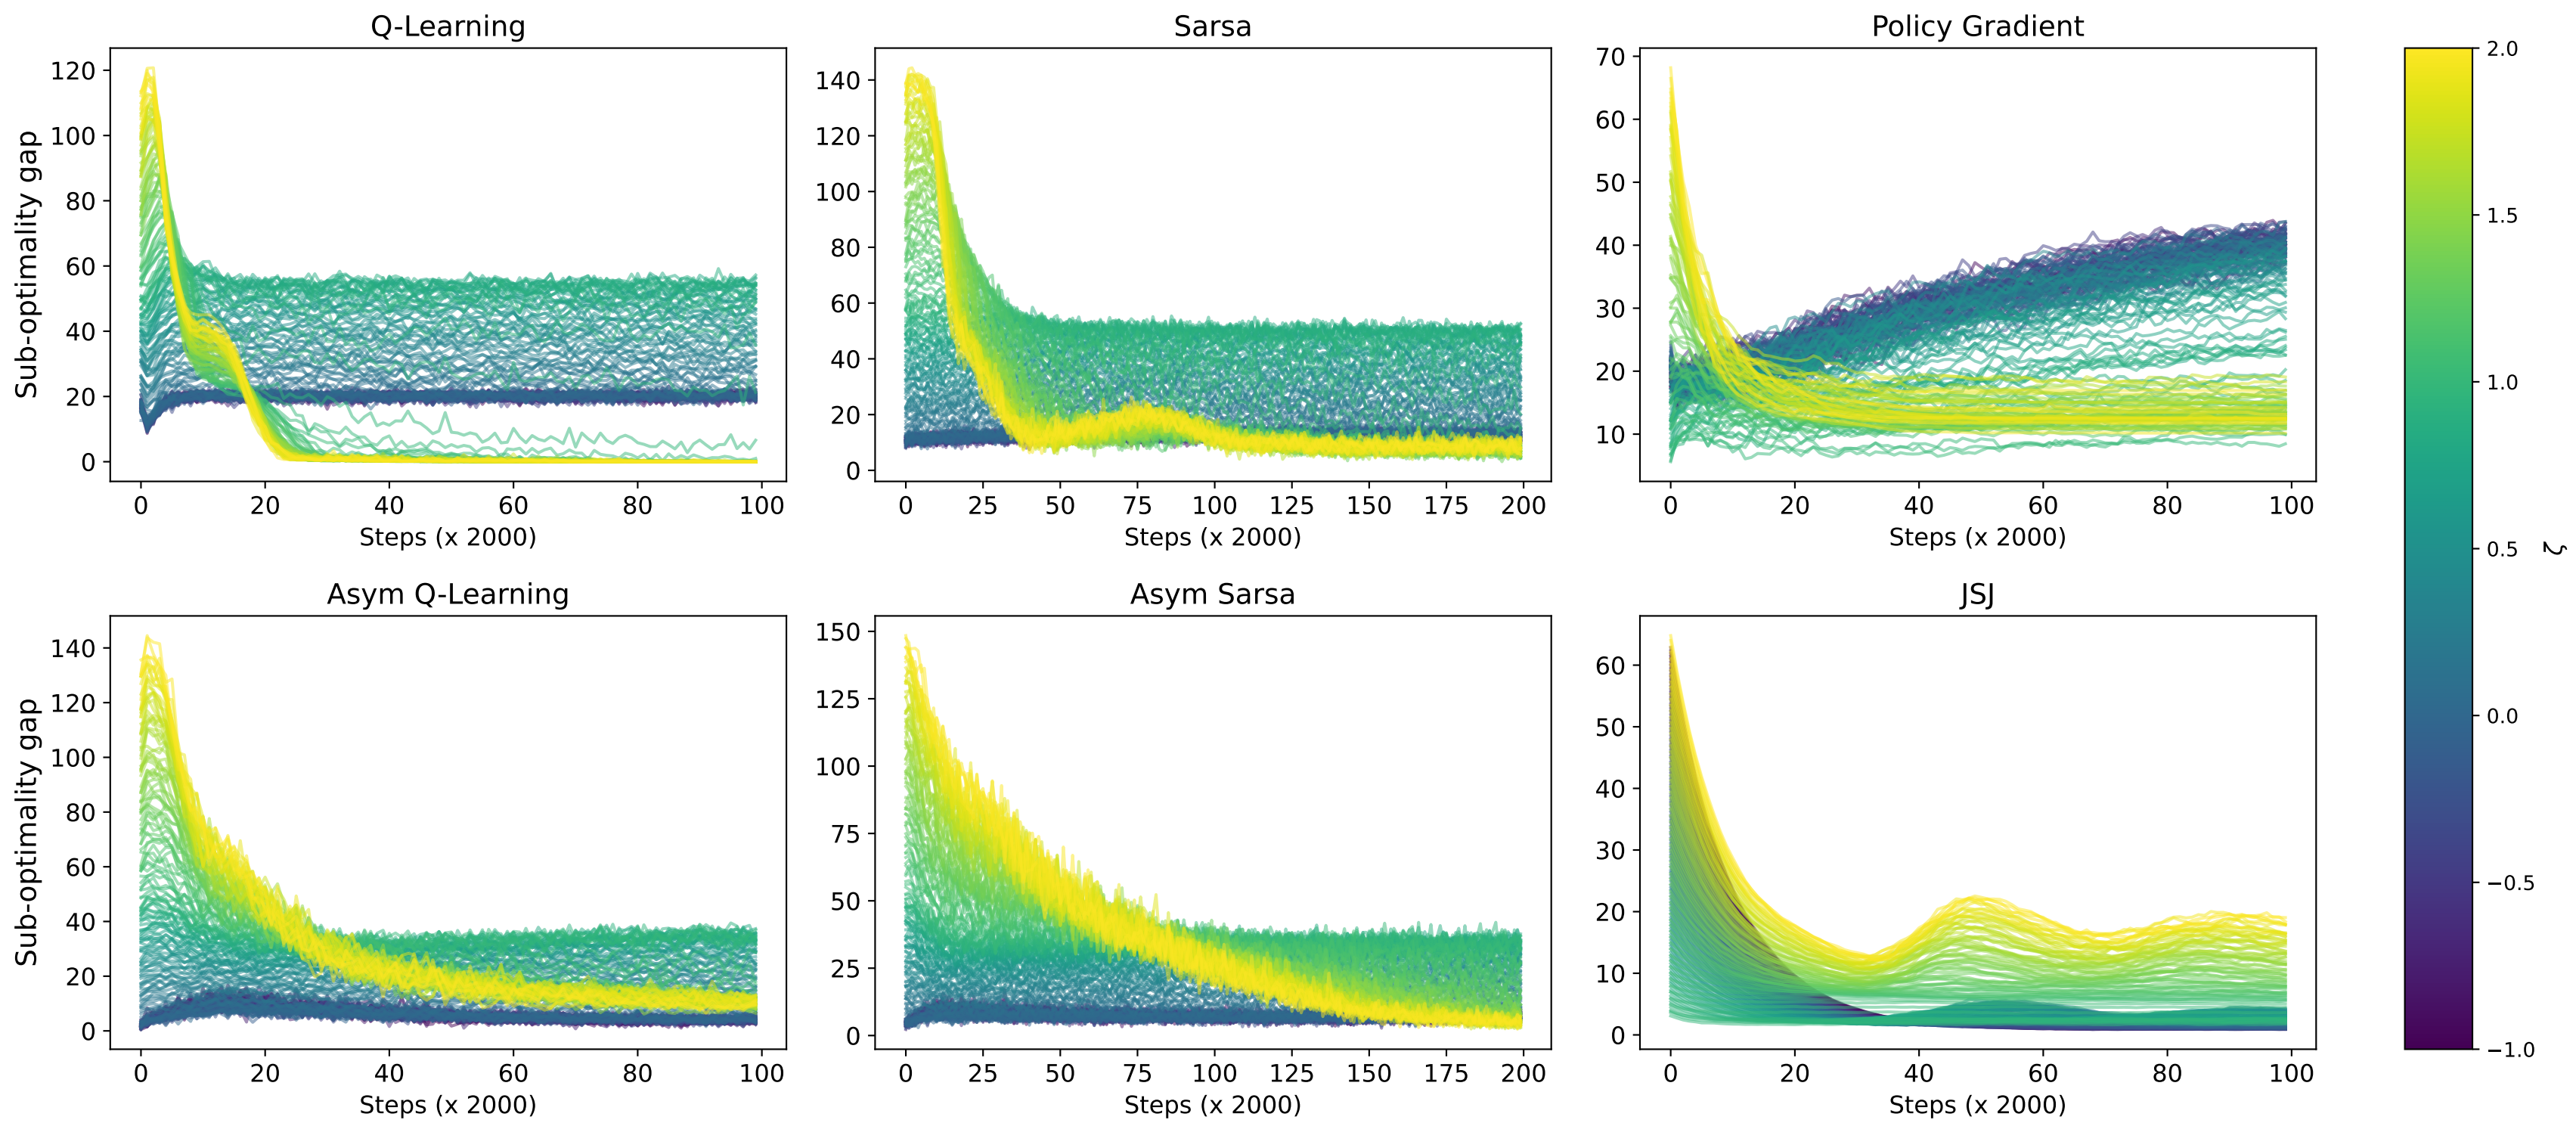 Q-Learning
Sub-optimality gap
120
100
80
60
40
20
0
0 20 40 60 80 100
Steps (x 2000)
Sarsa
140
120
100
80
60
40
20
0
0 25 50 75 100 125 150 175 200
Steps (x 2000)
Policy Gradient
70
60
50
40
30
20
10
0 20 40 60 80 100
Steps (x 2000)
Asym Q-Learning
Sub-optimality gap
140
120
100
80
60
40
20
0
0 20 40 60 80 100
Steps (x 2000)
Asym Sarsa
150
125
100
75
50
25
0
0 25 50 75 100 125 150 175 200
Steps (x 2000)
JSJ
60
50
40
30
20
10
0
0 20 40 60 80 100
Steps (x 2000)
2.0
1.5
1.0
0.5
0.0
−0.5
−1.0
ζ